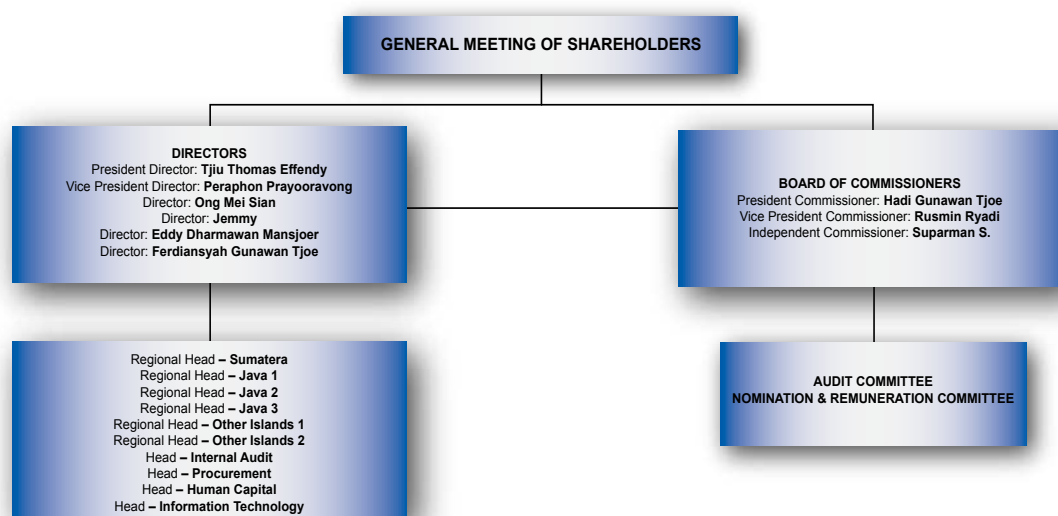 GENERAL MEETING OF SHAREHOLDERS
DIRECTORS
President Director: Tjiu Thomas Effendy
Vice President Director: Peraphon Prayooravong
Director: Ong Mei Sian
Director: Jemmy
Director: Eddy Dharmawan Mansjoer
Director: Ferdiansyah Gunawan Tjoe
BOARD OF COMMISSIONERS
President Commissioner: Hadi Gunawan Tjoe
Vice President Commissioner: Rusmin Ryadi
Independent Commissioner: Suparman S.
Regional Head – Sumatera
Regional Head – Java 1
Regional Head – Java 2
Regional Head – Java 3
Regional Head – Other Islands 1
Regional Head – Other Islands 2
Head – Internal Audit
Head – Procurement
Head – Human Capital
Head – Information Technology
AUDIT COMMITTEE
NOMINATION & REMUNERATION COMMITTEE